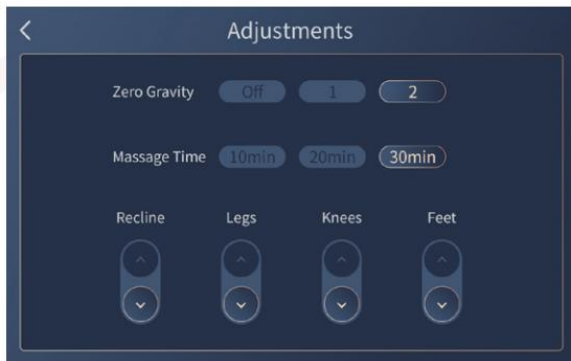 Adjustments
Zero Gravity Off 1 2
Massage Time 10min 20min 30min
Recline Legs Knees Feet